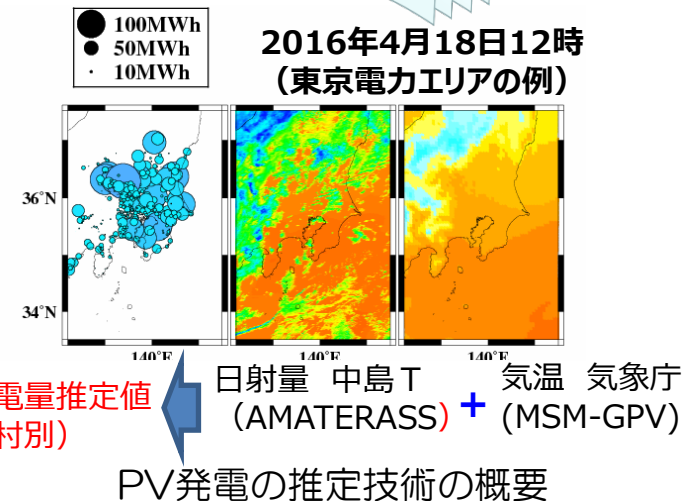 100MWh
50MWh
10MWh
2016年4月18日12時
（東京電力エリアの例）
36°N
34°N
140°E
140°E
140°E
電量推定値
村別）
日射量 中島T
（AMATERASS）
+
気温 気象庁
(MSM-GPV)
PV発電の推定技術の概要